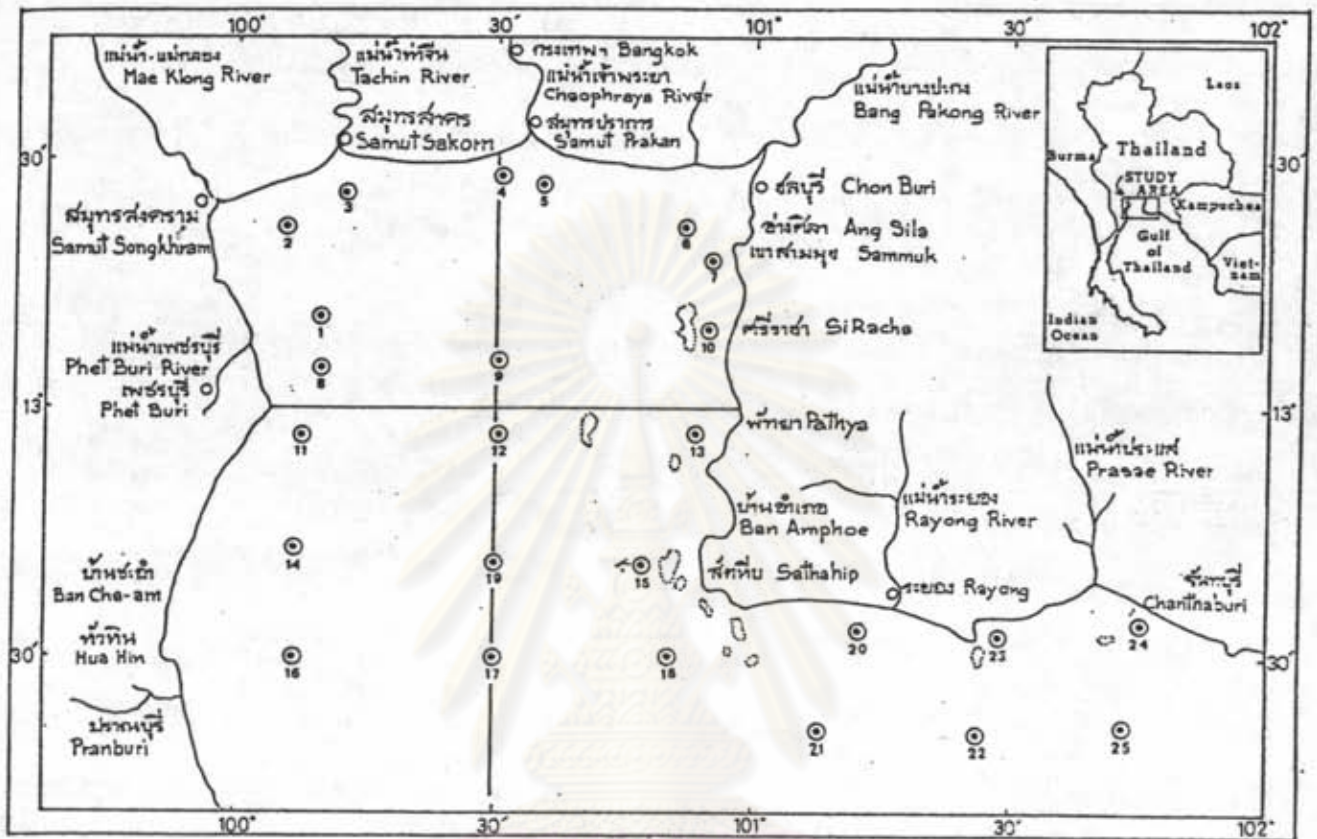 100° 30' 101° 30' 102°
แม่น้ำ-แม่กลอง
Mae Klong River
แม่น้ำท่าจีน
Tachin River
กรุงเทพฯ Bangkok
แม่น้ำเจ้าพระยา
Chaophraya River
แม่น้ำบางปะกง
Bang Pakong River
สมุทรสาคร
Samut Sakorn
สมุทรปราการ
Samut Prakan
30'
30'
Laos
Burma
Thailand
STUDY
AREA
Kampuchea
Gulf
of
Thailand
Viet-
nam
Indian
Ocean
สมุทรสงคราม
Samut Songkhram
2
3
4
5
6
7
ชลบุรี Chon Buri
อ่างศิลา Ang Sila
เขาสามมุข Sammuk
1
10
ศรีราชา Si Racha
แม่น้ำเพชรบุรี
Phet Buri River
เพชรบุรี
Phet Buri
8
9
13°
13°
11
12
13
พัทยา Pathya
แม่น้ำประแส
Prasae River
บ้านอำเภอ
Ban Amphoe
แม่น้ำระยอง
Rayong River
14
19
15
สัตหีบ Sathahip
ระยอง Rayong
บ้านชะอำ
Ban Cha-am
จันทบุรี
Chanthaburi
หัวหิน
Hua Hin
30'
30'
16
17
18
20
23
24
ปราณบุรี
Pranburi
21
22
25
100° 30' 101° 30' 102°